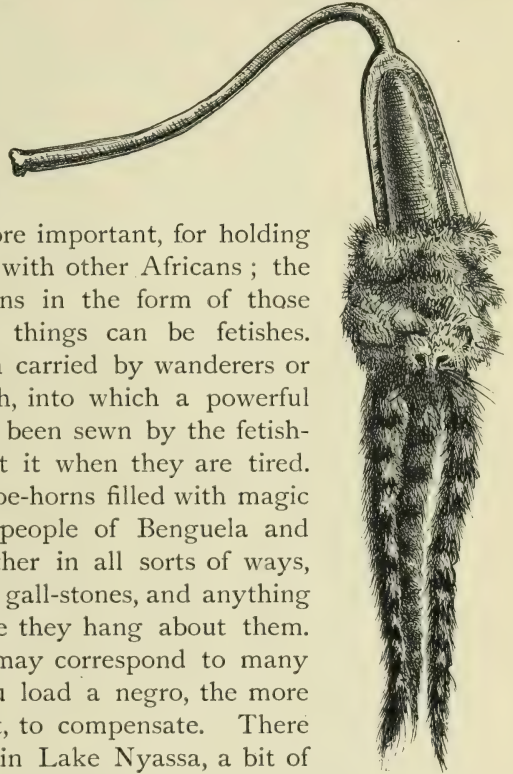 ore important, for holding
with other Africans ; the
ns in the form of those
things can be fetishes.
carried by wanderers or
h, into which a powerful
been sewn by the fetish-
t it when they are tired.
pe-horns filled with magic
people of Benguela and
ther in all sorts of ways,
gall-stones, and anything
e they hang about them.
may correspond to many
u load a negro, the more
, to compensate. There
in Lake Nyassa, a bit of